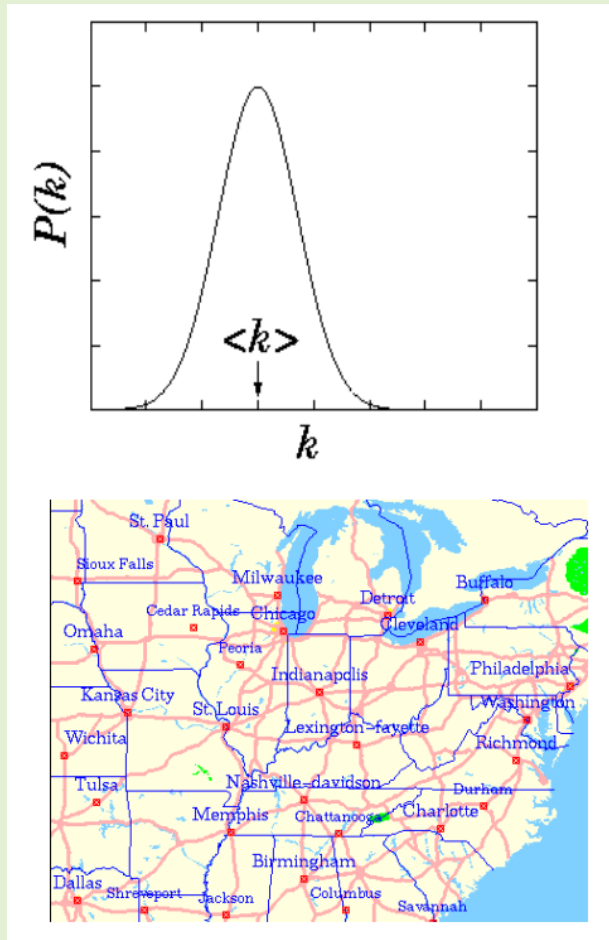 P(k)
<k>
k
St. Paul
Sioux Falls
Milwaukee
Buffalo
Detroit
Cedar Rapids
Chicago
Cleveland
Omaha
Peoria
Indianapolis
Philadelphia
Kansas City
Washington
St. Louis
Lexington-fayette
Richmond
Wichita
Nashville-davidson
Tulsa
Durham
Memphis
Chattanooga
Charlotte
Birmingham
Dallas
Shreveport
Jackson
Columbus
Savannah